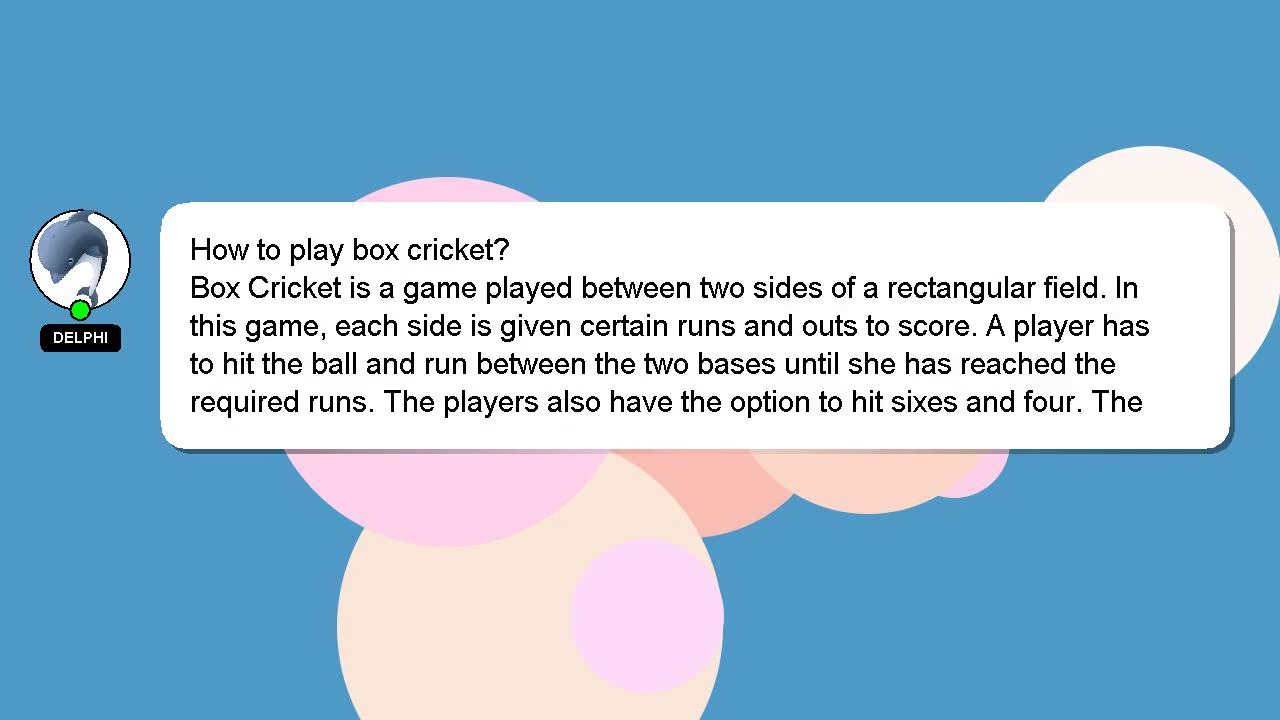 How to play box cricket?
Box Cricket is a game played between two sides of a rectangular field. In
this game, each side is given certain runs and outs to score. A player has
to hit the ball and run between the two bases until she has reached the
required runs. The players also have the option to hit sixes and four. The
DELPHI